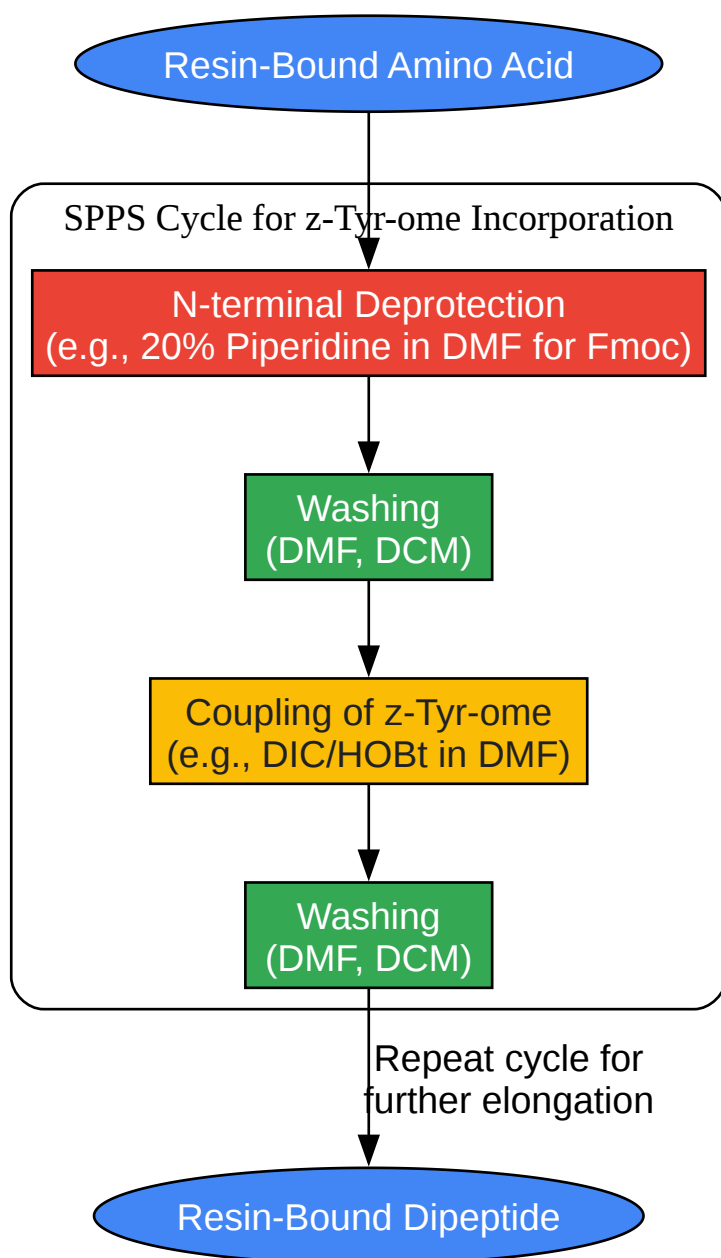 Resin-Bound Amino Acid
SPPS Cycle for z-Tyr-ome Incorporation
N-terminal Deprotection
(e.g., 20% Piperidine in DMF for Fmoc)
Washing
(DMF, DCM)
Coupling of z-Tyr-ome
(e.g., DIC/HOBt in DMF)
Washing
(DMF, DCM)
Repeat cycle for
further elongation
Resin-Bound Dipeptide